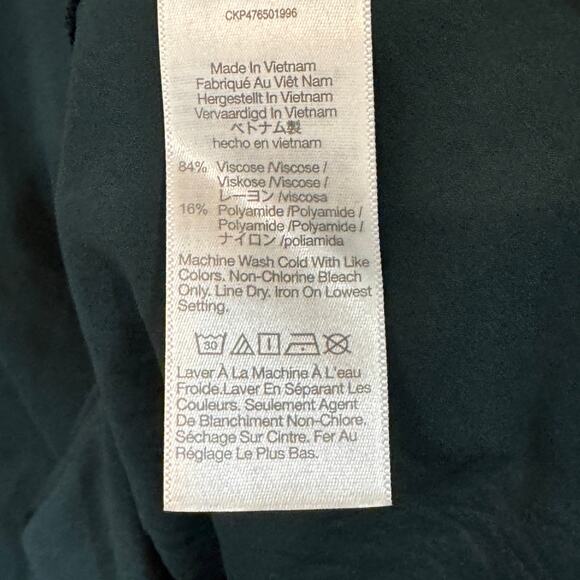 CKP476501996
Made In Vietnam
Fabriqué Au Viêt Nam
Hergestellt In Vietnam
Vervaardigd In Vietnam
ベトナム製
hecho en vietnam
84% Viscose /Viscose /
Viskose /Viscose /
レーヨン /viscosa
16% Polyamide /Polyamide /
Polyamide /Polyamide /
ナイロン /poliamida
Machine Wash Cold With Like
Colors. Non-Chlorine Bleach
Only. Line Dry. Iron On Lowest
Setting.
30
Laver À La Machine À L'eau
Froide.Laver En Séparant Les
Couleurs. Seulement Agent
De Blanchiment Non-Chlore.
Séchage Sur Cintre. Fer Au
Réglage Le Plus Bas.